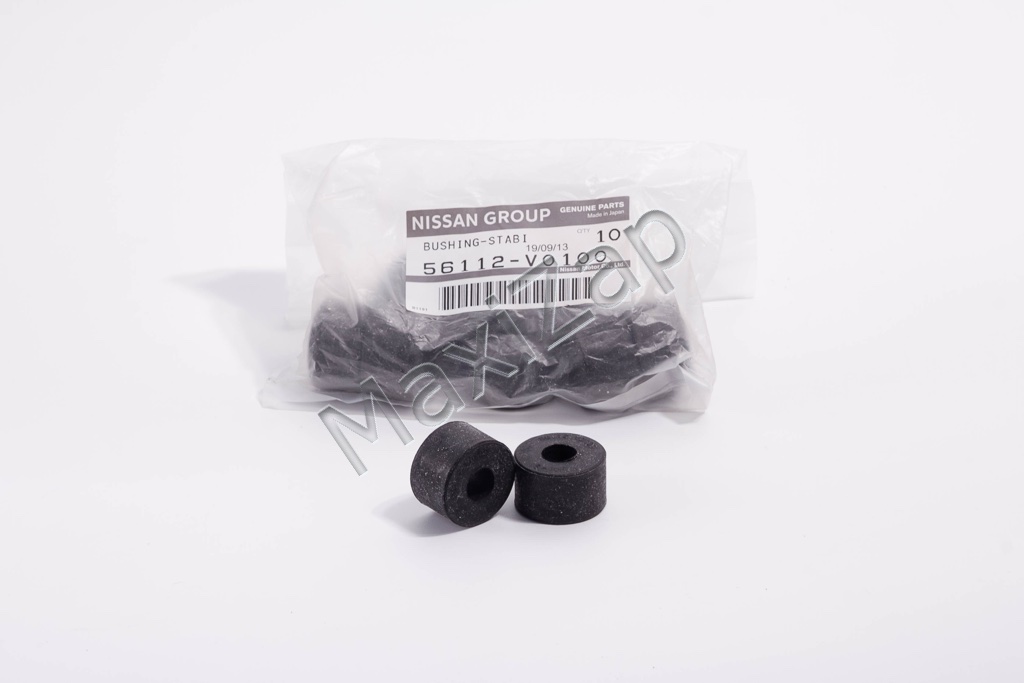 NISSAN GROUP GENUINE PARTS
Made in Japan
BUSHING-STABI QTY 10
19/09/13
56112-V0100
Nissan Motor Co., Ltd.
MaxiZap